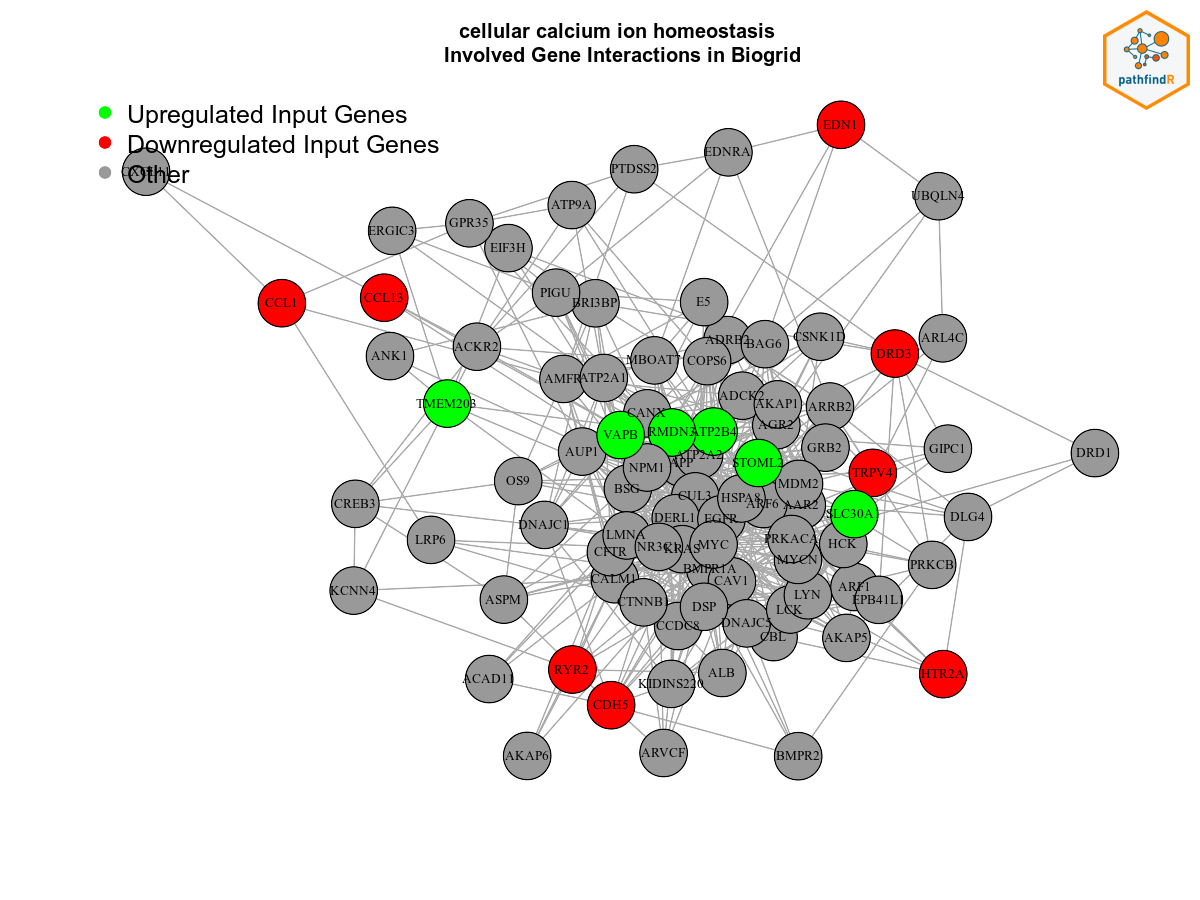 cellular calcium ion homeostasis
Involved Gene Interactions in Biogrid
pathfindR
Upregulated Input Genes
Downregulated Input Genes
Other
EDN1
EDNRA
PTDSS2
UBQLN4
ATP9A
GPR35
ERGIC3
EIF3H
PIGU
BRI3BP
E5
CCL13
CCL1
ADRB2
BAG6
CSNK1D
ARL4C
DRD3
ACKR2
ANK1
MBOAT7
COPS6
AMFR
ATP2A1
TMEM203
ADCK2
AKAP1
ARRB2
CANX
AGR2
VAPB
RMDN3
ATP2B4
GRB2
GIPC1
DRD1
AUP1
ATP2A2
APP
STOML2
NPM1
TRPV4
OS9
BSG
MDM2
CUL3
HSPA8
ARF6
AAR2
SLC30A1
CREB3
DLG4
DNAJC1
DERL1
EGFR
LRP6
LMNA
NR3C1
KRAS
MYC
PRKACA
HCK
CFTR
MYCN
PRKCB
BMPR1A
CALM1
CAV1
KCNN4
ASPM
CTNNB1
DSP
LYN
ARF1
EPB41L1
LCK
CCDC8
DNAJC5
CBL
AKAP5
RYR2
ACAD11
KIDINS220
ALB
HTR2A
CDH5
AKAP6
ARVCF
BMPR2